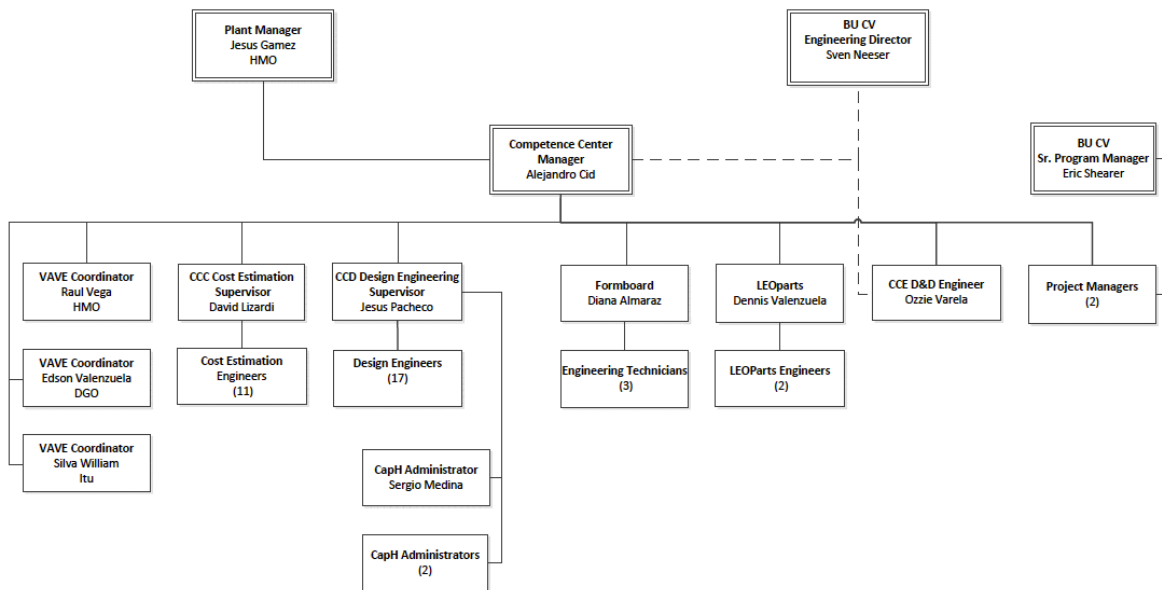 Plant Manager
Jesus Gamez
HMO
BU CV
Engineering Director
Sven Neeser
Competence Center
Manager
Alejandro Cid
BU CV
Sr. Program Manager
Eric Shearer
VAVE Coordinator
Raul Vega
HMO
CCC Cost Estimation
Supervisor
David Lizardi
CCD Design Engineering
Supervisor
Jesus Pacheco
Formboard
Diana Almaraz
LEOparts
Dennis Valenzuela
CCE D&D Engineer
Ozzie Varela
Project Managers
(2)
VAVE Coordinator
Edson Valenzuela
DGO
Cost Estimation
Engineers
(11)
Design Engineers
(17)
Engineering Technicians
(3)
LEOParts Engineers
(2)
VAVE Coordinator
Silva William
Itu
CapH Administrator
Sergio Medina
CapH Administrators
(2)